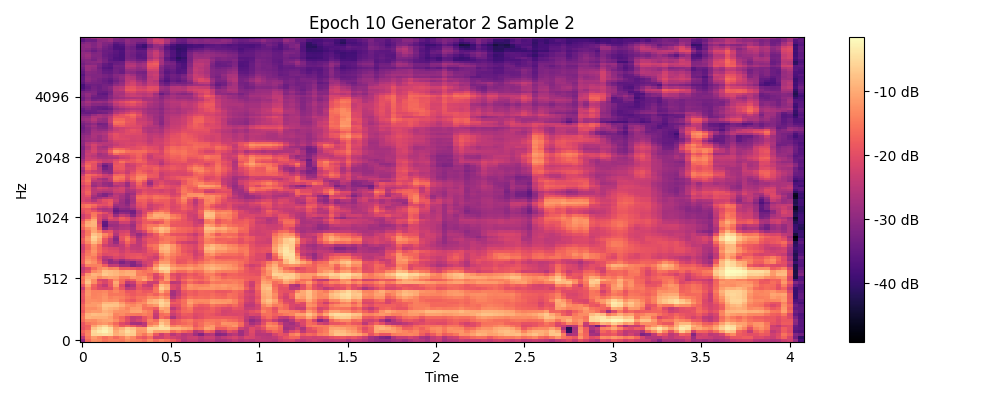 Epoch 10 Generator 2 Sample 2
Hz
4096
2048
1024
512
0
0 0.5 1 1.5 2 2.5 3 3.5 4
Time
-10 dB
-20 dB
-30 dB
-40 dB